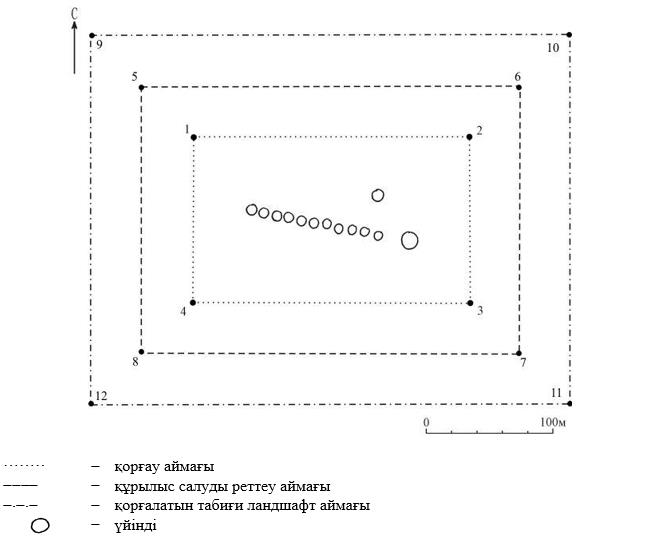 С
9
10
5
6
1
2
4
3
8
7
12
11
0
100м
– қорғау аймағы
– құрылыс салуды реттеу аймағы
– қорғалатын табиғи ландшафт аймағы
– үйінді